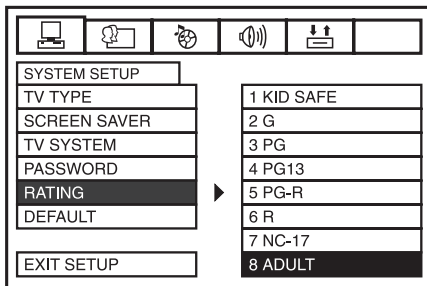 SYSTEM SETUP
TV TYPE
SCREEN SAVER
TV SYSTEM
PASSWORD
RATING
DEFAULT
EXIT SETUP
1 KID SAFE
2 G
3 PG
4 PG13
5 PG-R
6 R
7 NC-17
8 ADULT